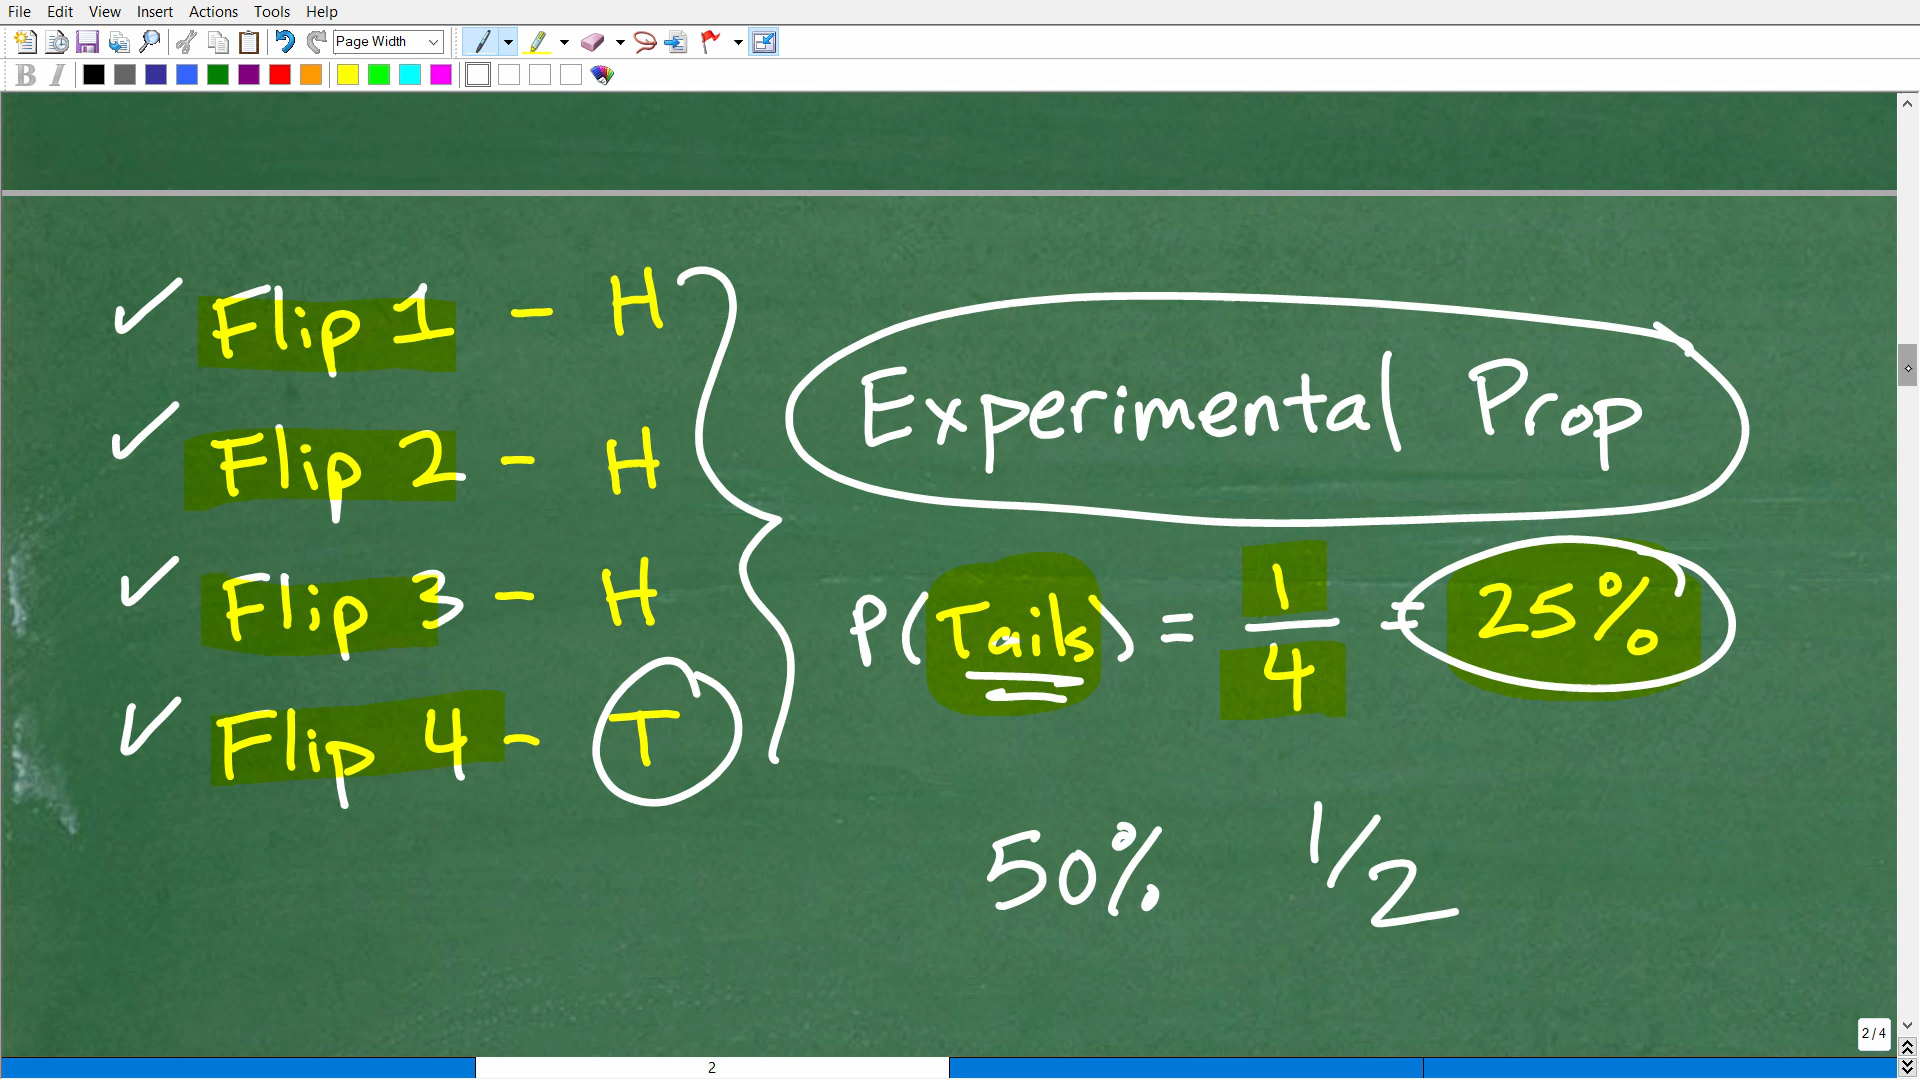 File Edit View Insert Actions Tools Help
Page Width
B I
Flip 1 - H
Flip 2 - H
Flip 3 - H
Flip 4 - T
Experimental Prop
P(Tails) = 1/4 = 25%
50% 1/2
2 / 4
2